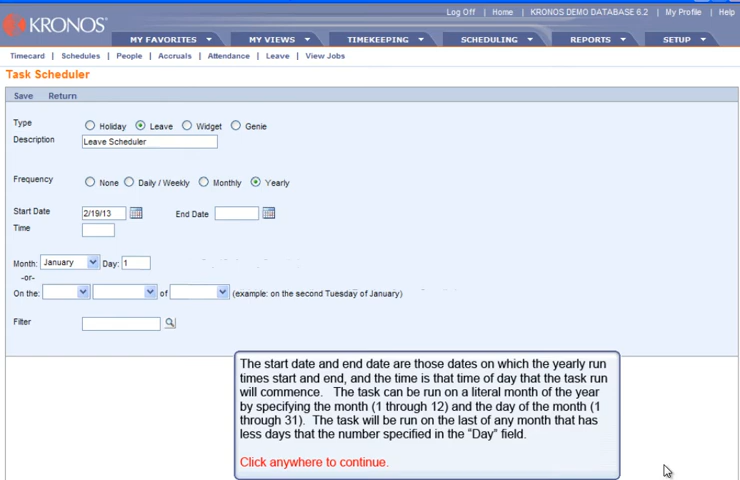 Log Off | Home | KRONOS DEMO DATABASE 6.2 | My Profile | Help
KRONOS
MY FAVORITES MY VIEWS TIMEKEEPING SCHEDULING REPORTS SETUP
Timecard | Schedules | People | Accruals | Attendance | Leave | View Jobs
Task Scheduler
Save Return
Type Holiday Leave Widget Genie
Description Leave Scheduler
Frequency None Daily / Weekly Monthly Yearly
Start Date 2/19/13 End Date
Time
Month: January Day: 1
-or-
On the: of (example: on the second Tuesday of January)
Filter
The start date and end date are those dates on which the yearly run
times start and end, and the time is that time of day that the task run
will commence. The task can be run on a literal month of the year
by specifying the month (1 through 12) and the day of the month (1
through 31). The task will be run on the last of any month that has
less days that the number specified in the “Day” field.
Click anywhere to continue.